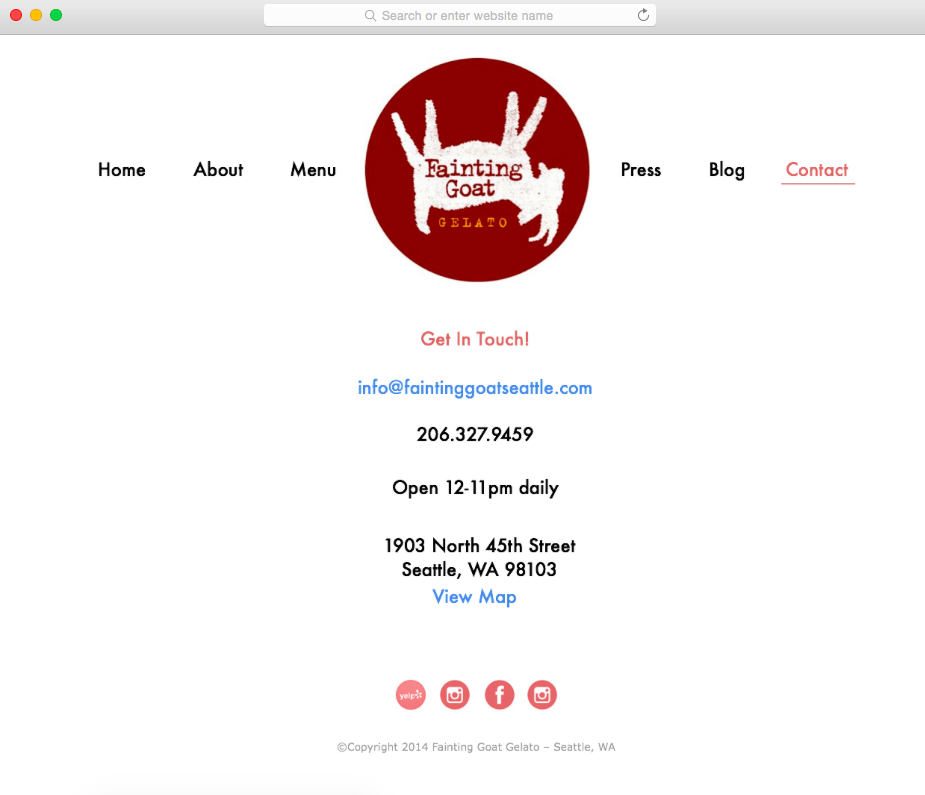 Search or enter website name
Home About Menu Fainting Goat GELATO Press Blog Contact
Get In Touch!
info@faintinggoatseattle.com
206.327.9459
Open 12-11pm daily
1903 North 45th Street
Seattle, WA 98103
View Map
yelp
©Copyright 2014 Fainting Goat Gelato – Seattle, WA